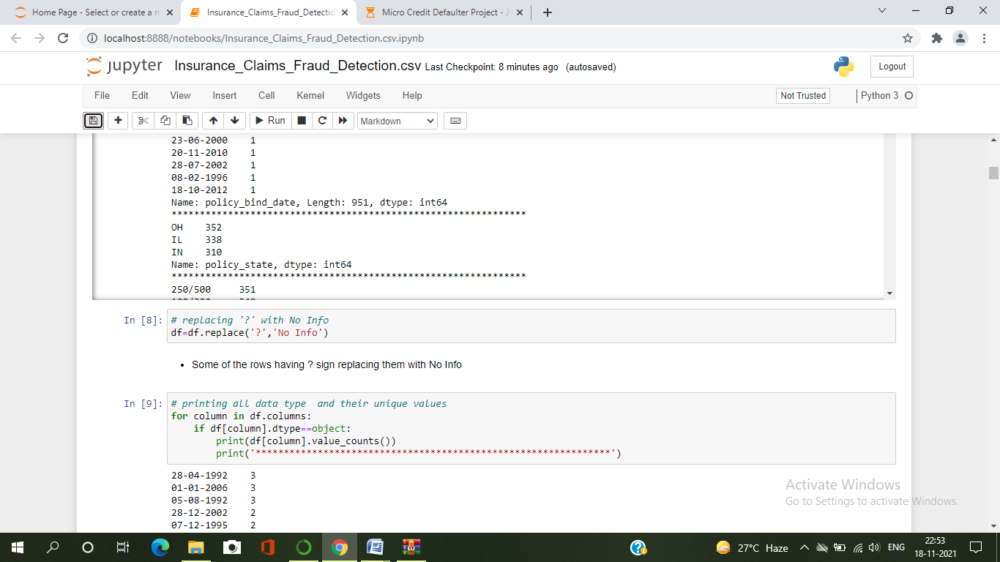 Home Page - Select or create a n
Insurance_Claims_Fraud_Detectio
Micro Credit Defaulter Project - J
localhost:8888/notebooks/Insurance_Claims_Fraud_Detection.csv.ipynb
jupyter Insurance_Claims_Fraud_Detection.csv Last Checkpoint: 8 minutes ago (autosaved)
Logout
File Edit View Insert Cell Kernel Widgets Help
Not Trusted
Python 3
Run
Markdown
23-06-2000 1
20-11-2010 1
28-07-2002 1
08-02-1996 1
18-10-2012 1
Name: policy_bind_date, Length: 951, dtype: int64
***************************************************************
OH 352
IL 338
IN 310
Name: policy_state, dtype: int64
***************************************************************
250/500 351
In [8]: # replacing '?' with No Info
df=df.replace('?','No Info')
• Some of the rows having ? sign replacing them with No Info
In [9]: # printing all data type  and their unique values
for column in df.columns:
    if df[column].dtype==object:
        print(df[column].value_counts())
        print('***************************************************************')
28-04-1992 3
01-01-2006 3
05-08-1992 3
28-12-2002 2
07-12-1995 2
Activate Windows
Go to Settings to activate Windows.
27°C Haze
ENG
22:53
18-11-2021